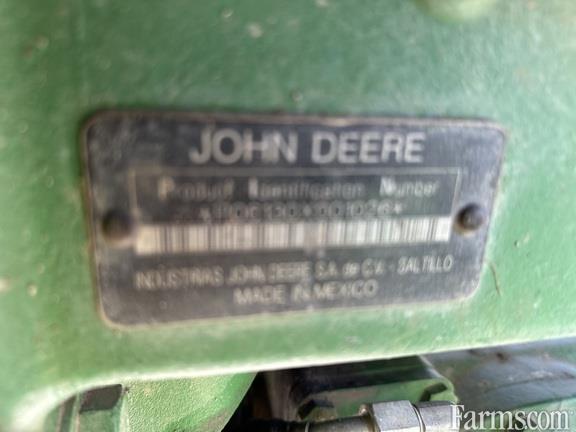 JOHN DEERE
Product Identification Number
INDUSTRIAS JOHN DEERE S.A. de C.V. - SALTILLO
MADE IN MEXICO
Farms.com